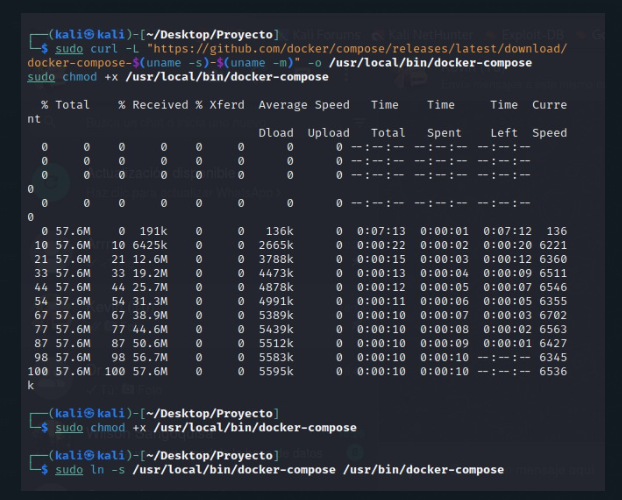 ┌──(kali㉿kali)-[~/Desktop/Proyecto]
└─$ sudo curl -L "https://github.com/docker/compose/releases/latest/download/
docker-compose-$(uname -s)-$(uname -m)" -o /usr/local/bin/docker-compose
sudo chmod +x /usr/local/bin/docker-compose
% Total % Received % Xferd Average Speed Time Time Time Curre
nt
Dload Upload Total Spent Left Speed
0 0 0 0 0 0 0 0 --:--:-- --:--:-- --:--:--
0 0 0 0 0 0 0 0 --:--:-- --:--:-- --:--:--
0 0 0 0 0 0 0 0 --:--:-- --:--:-- --:--:--
0
0 0 0 0 0 0 0 0 --:--:-- --:--:-- --:--:--
0
0 57.6M 0 191k 0 0 136k 0 0:07:13 0:00:01 0:07:12 136
10 57.6M 10 6425k 0 0 2665k 0 0:00:22 0:00:02 0:00:20 6221
21 57.6M 21 12.6M 0 0 3788k 0 0:00:15 0:00:03 0:00:12 6360
33 57.6M 33 19.2M 0 0 4473k 0 0:00:13 0:00:04 0:00:09 6511
44 57.6M 44 25.7M 0 0 4878k 0 0:00:12 0:00:05 0:00:07 6546
54 57.6M 54 31.3M 0 0 4991k 0 0:00:11 0:00:06 0:00:05 6355
67 57.6M 67 38.9M 0 0 5389k 0 0:00:10 0:00:07 0:00:03 6702
77 57.6M 77 44.6M 0 0 5439k 0 0:00:10 0:00:08 0:00:02 6563
87 57.6M 87 50.6M 0 0 5512k 0 0:00:10 0:00:09 0:00:01 6427
98 57.6M 98 56.7M 0 0 5583k 0 0:00:10 0:00:10 --:--:-- 6345
100 57.6M 100 57.6M 0 0 5595k 0 0:00:10 0:00:10 --:--:-- 6536
k
┌──(kali㉿kali)-[~/Desktop/Proyecto]
└─$ sudo chmod +x /usr/local/bin/docker-compose
┌──(kali㉿kali)-[~/Desktop/Proyecto]
└─$ sudo ln -s /usr/local/bin/docker-compose /usr/bin/docker-compose